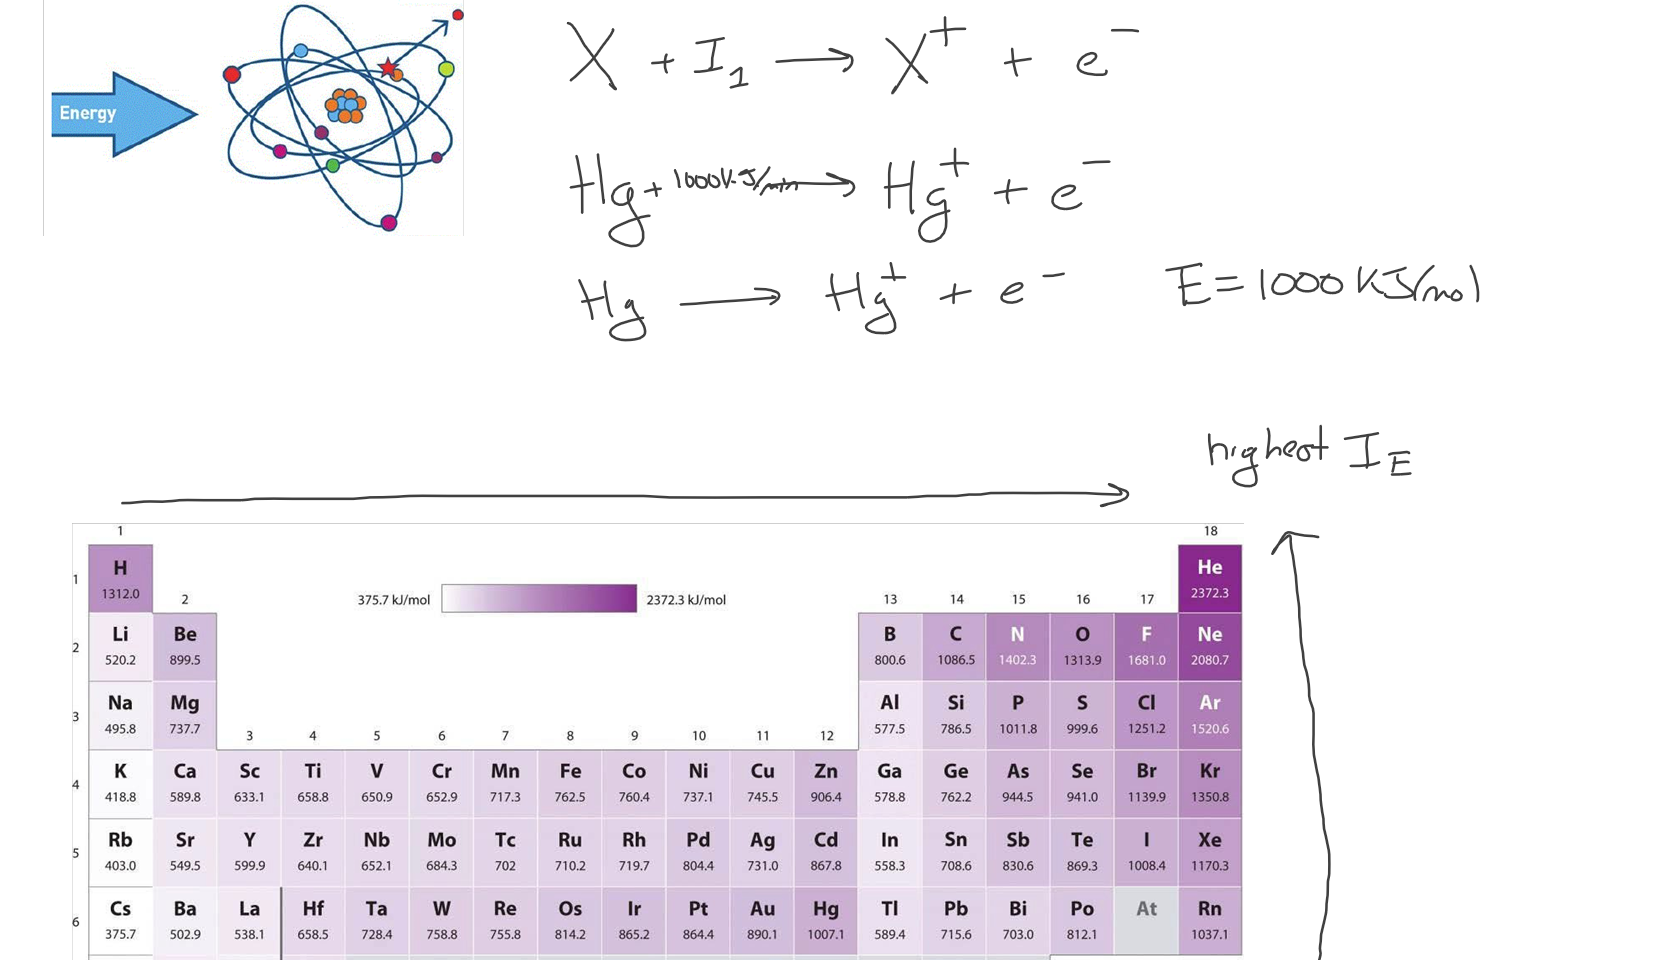 Energy
X + I₁ ⟶ X⁺ + e⁻
Hg + 1000KJ/min ⟶ Hg⁺ + e⁻
Hg ⟶ Hg⁺ + e⁻ E = 1000 KJ/mol
highest I_E
1 18
H He
1 1312.0 2 375.7 kJ/mol 2372.3 kJ/mol 13 14 15 16 17 2372.3
Li Be B C N O F Ne
2 520.2 899.5 800.6 1086.5 1402.3 1313.9 1681.0 2080.7
Na Mg Al Si P S Cl Ar
3 495.8 737.7 3 4 5 6 7 8 9 10 11 12 577.5 786.5 1011.8 999.6 1251.2 1520.6
K Ca Sc Ti V Cr Mn Fe Co Ni Cu Zn Ga Ge As Se Br Kr
4 418.8 589.8 633.1 658.8 650.9 652.9 717.3 762.5 760.4 737.1 745.5 906.4 578.8 762.2 944.5 941.0 1139.9 1350.8
Rb Sr Y Zr Nb Mo Tc Ru Rh Pd Ag Cd In Sn Sb Te I Xe
5 403.0 549.5 599.9 640.1 652.1 684.3 702 710.2 719.7 804.4 731.0 867.8 558.3 708.6 830.6 869.3 1008.4 1170.3
Cs Ba La Hf Ta W Re Os Ir Pt Au Hg Tl Pb Bi Po At Rn
6 375.7 502.9 538.1 658.5 728.4 758.8 755.8 814.2 865.2 864.4 890.1 1007.1 589.4 715.6 703.0 812.1 1037.1